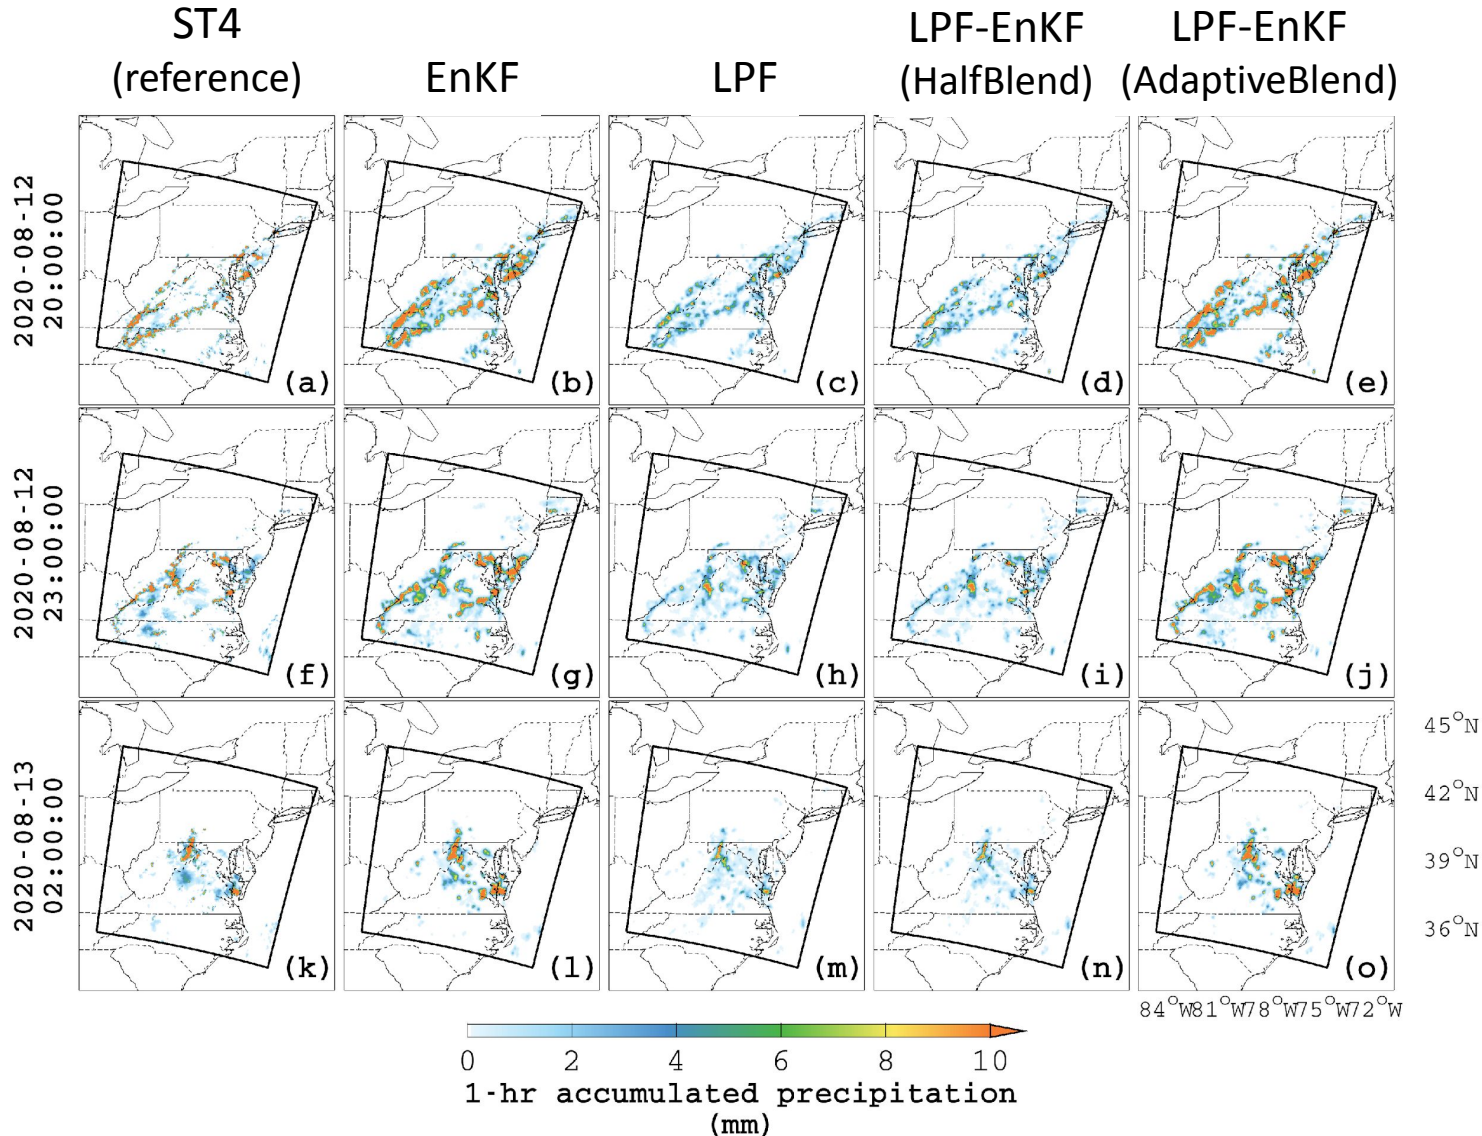 ST4
(reference)
EnKF
LPF
LPF-EnKF
(HalfBlend)
LPF-EnKF
(AdaptiveBlend)
2020-08-12
20:00:00
(a)
(b)
(c)
(d)
(e)
2020-08-12
23:00:00
(f)
(g)
(h)
(i)
(j)
2020-08-13
02:00:00
(k)
(l)
(m)
(n)
(o)
45°N
42°N
39°N
36°N
84°W81°W78°W75°W72°W
0 2 4 6 8 10
1-hr accumulated precipitation
(mm)